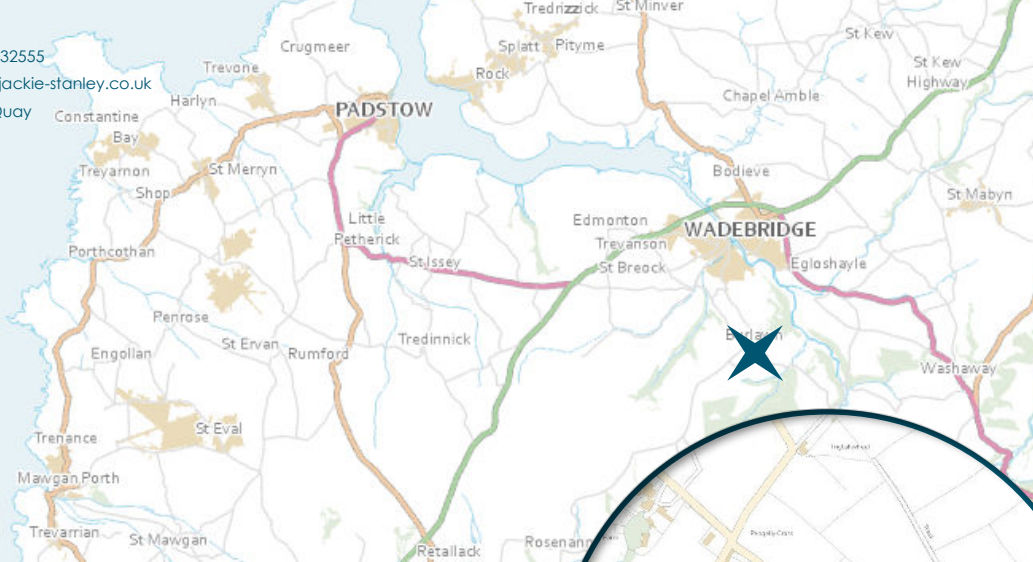 Tredrizzick
St Minver
Crugmeer
St Kew
32555
Splatt
Pityme
Trevone
Rock
St Kew
Highway
jackie-stanley.co.uk
Chapel Amble
Harlyn
PADSTOW
Quay
Constantine
Bay
Treyarnon
St Merryn
Bodieve
Shop
St Mabyn
Little
Petherick
Edmonton
WADEBRIDGE
Trevanson
Porthcothan
St Issey
St Breock
Egloshayle
Penrose
Engollan
St Ervan
Rumford
Tredinnick
Washaway
St Eval
Trenance
Mawgan Porth
Trevarrian
St Mawgan
Retallack
Rosenann